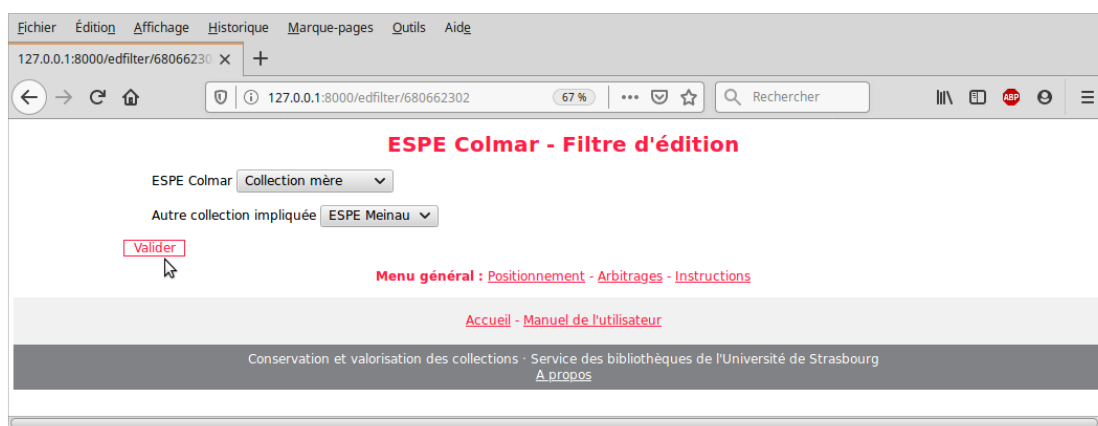 Fichier Édition Affichage Historique Marque-pages Outils Aide
127.0.0.1:8000/edfilter/68066230
127.0.0.1:8000/edfilter/680662302 67 % Rechercher ABP
ESPE Colmar - Filtre d'édition
ESPE Colmar Collection mère
Autre collection impliquée ESPE Meinau
Valider
Menu général : Positionnement - Arbitrages - Instructions
Accueil - Manuel de l'utilisateur
Conservation et valorisation des collections · Service des bibliothèques de l'Université de Strasbourg
A propos